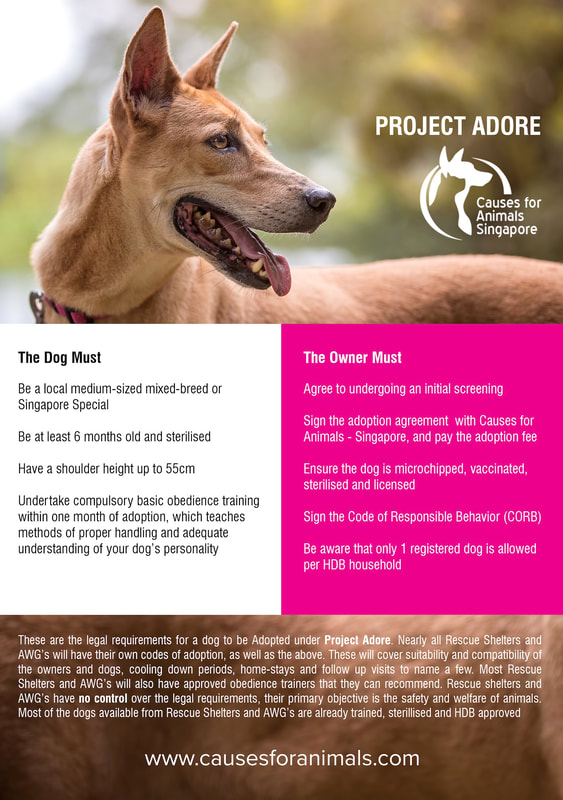 PROJECT ADORE
Causes for
Animals
Singapore
The Dog Must
Be a local medium-sized mixed-breed or
Singapore Special
Be at least 6 months old and sterilised
Have a shoulder height up to 55cm
Undertake compulsory basic obedience training
within one month of adoption, which teaches
methods of proper handling and adequate
understanding of your dog's personality
The Owner Must
Agree to undergoing an initial screening
Sign the adoption agreement with Causes for
Animals - Singapore, and pay the adoption fee
Ensure the dog is microchipped, vaccinated,
sterilised and licensed
Sign the Code of Responsible Behavior (CORB)
Be aware that only 1 registered dog is allowed
per HDB household
These are the legal requirements for a dog to be Adopted under Project Adore. Nearly all Rescue Shelters and
AWG's will have their own codes of adoption, as well as the above. These will cover suitability and compatibility of
the owners and dogs, cooling down periods, home-stays and follow up visits to name a few. Most Rescue
Shelters and AWG's will also have approved obedience trainers that they can recommend. Rescue shelters and
AWG's have no control over the legal requirements, their primary objective is the safety and welfare of animals.
Most of the dogs available from Rescue Shelters and AWG's are already trained, sterillised and HDB approved
www.causesforanimals.com